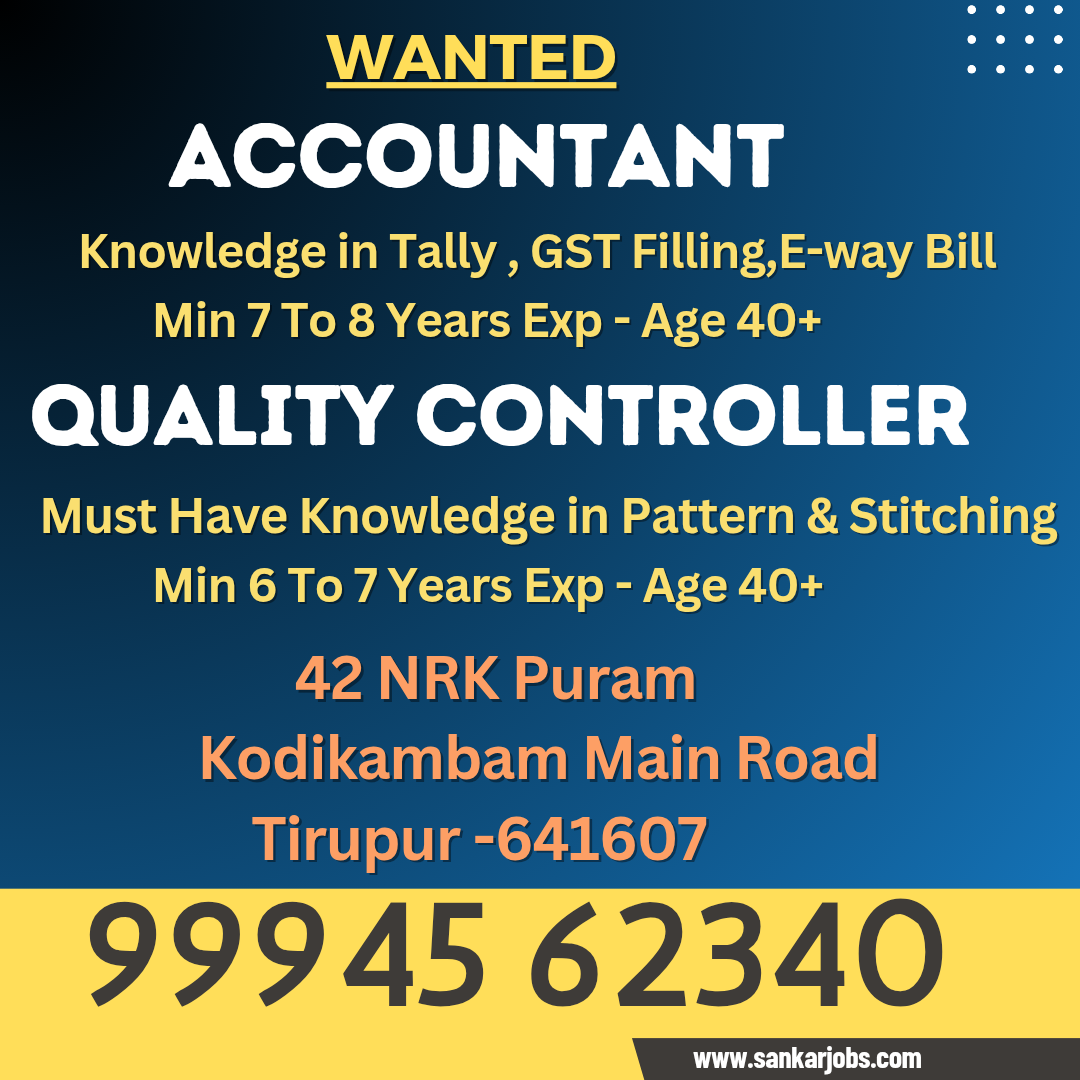 WANTED
ACCOUNTANT
Knowledge in Tally , GST Filling,E-way Bill
Min 7 To 8 Years Exp - Age 40+
QUALITY CONTROLLER
Must Have Knowledge in Pattern & Stitching
Min 6 To 7 Years Exp - Age 40+
42 NRK Puram
Kodikambam Main Road
Tirupur -641607
99945 62340
www.sankarjobs.com